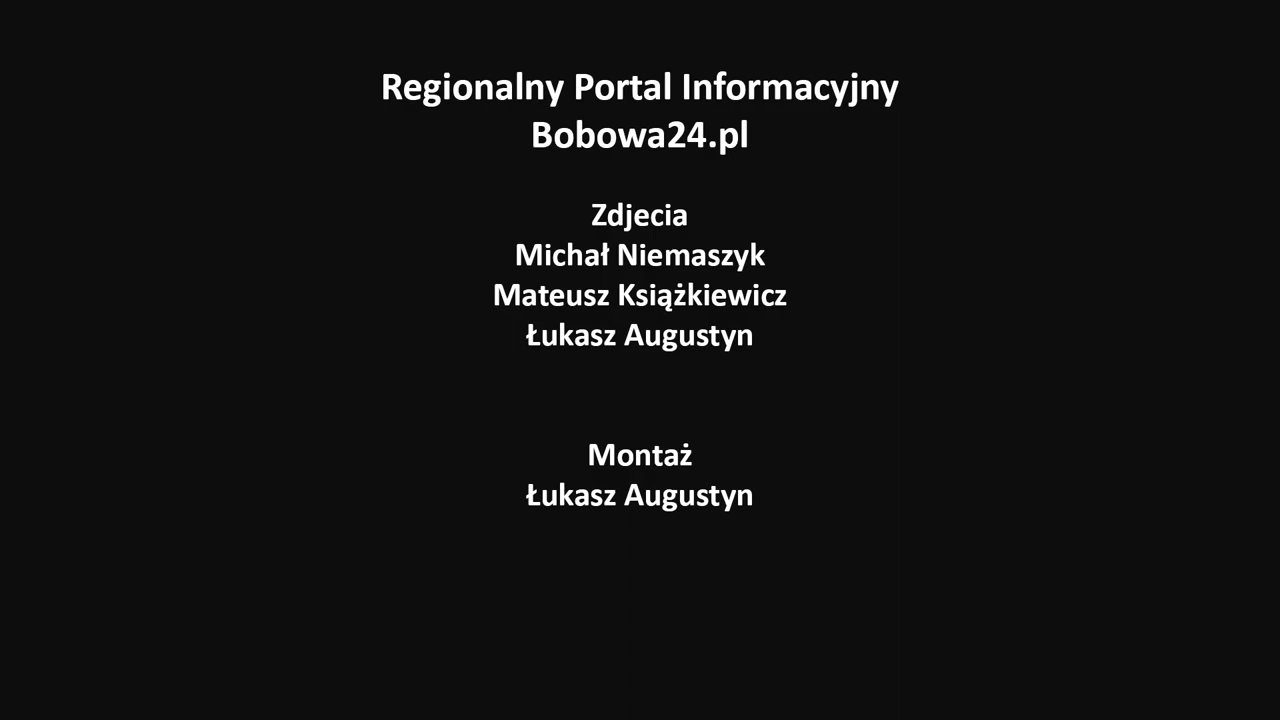 Regionalny Portal Informacyjny
Bobowa24.pl
Zdjecia
Michał Niemaszyk
Mateusz Książkiewicz
Łukasz Augustyn
Montaż
Łukasz Augustyn